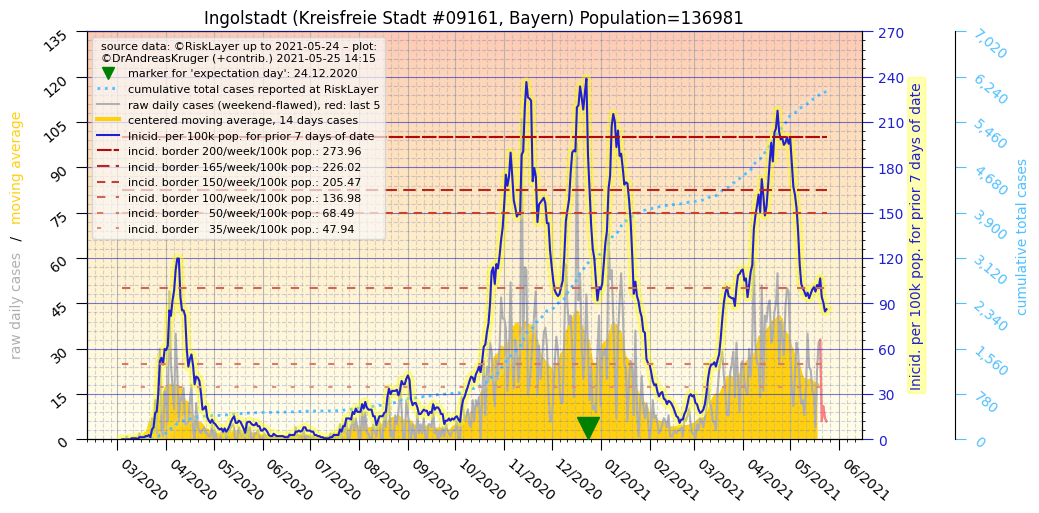 Ingolstadt (Kreisfreie Stadt #09161, Bayern) Population=136981
source data: ©RiskLayer up to 2021-05-24 – plot:
©DrAndreasKruger (+contrib.) 2021-05-25 14:15
marker for 'expectation day': 24.12.2020
cumulative total cases reported at RiskLayer
raw daily cases (weekend-flawed), red: last 5
centered moving average, 14 days cases
Inicid. per 100k pop. for prior 7 days of date
incid. border 200/week/100k pop.: 273.96
incid. border 165/week/100k pop.: 226.02
incid. border 150/week/100k pop.: 205.47
incid. border 100/week/100k pop.: 136.98
incid. border   50/week/100k pop.: 68.49
incid. border   35/week/100k pop.: 47.94
raw daily cases / moving average
135
120
105
90
75
60
45
30
15
0
270
240
210
180
150
120
90
60
30
0
Inicid. per 100k pop. for prior 7 days of date
7,020
6,240
5,460
4,680
3,900
3,120
2,340
1,560
780
0
cumulative total cases
03/2020
04/2020
05/2020
06/2020
07/2020
08/2020
09/2020
10/2020
11/2020
12/2020
01/2021
02/2021
03/2021
04/2021
05/2021
06/2021